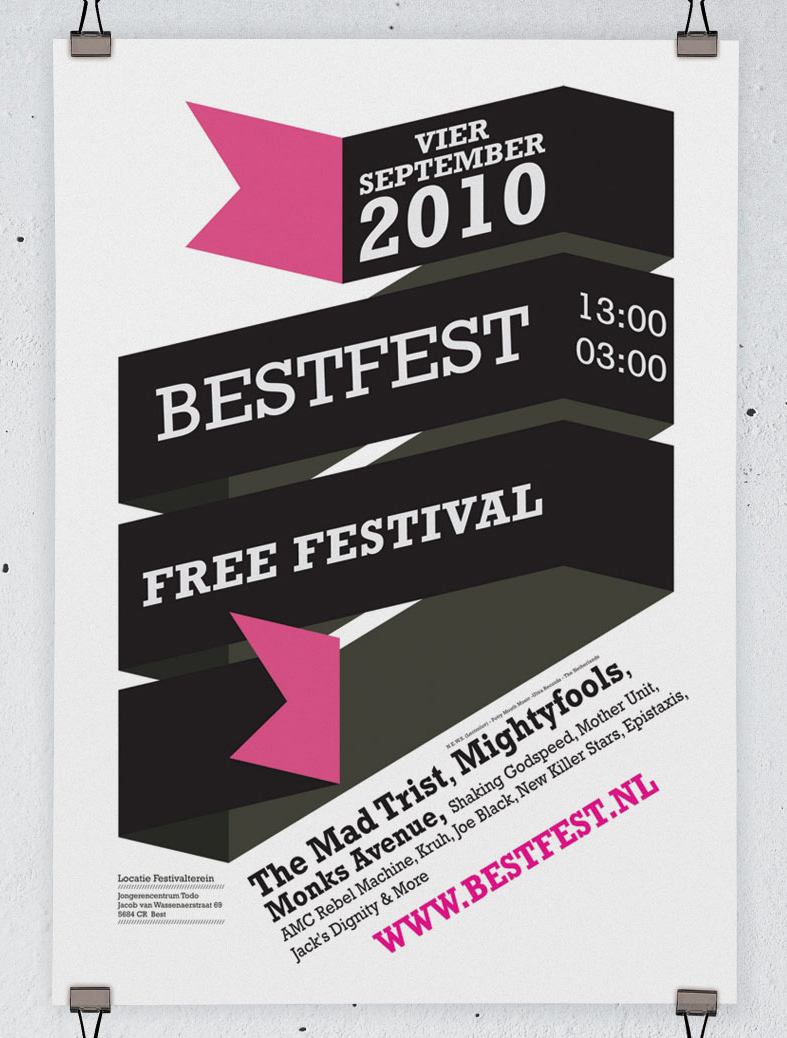 VIER
SEPTEMBER
2010
BESTFEST
13:00
03:00
FREE FESTIVAL
The Mad Trist, Mightyfools,
Monks Avenue, Shaking Godspeed, Mother Unit,
AMC Rebel Machine, Kruh, Joe Black, New Killer Stars, Epistaxis,
Jack's Dignity & More
WWW.BESTFEST.NL
Locatie Festivalterein
Jongerencentrum Todo
Jacob van Wassenaerstraat 69
5684 CR Best